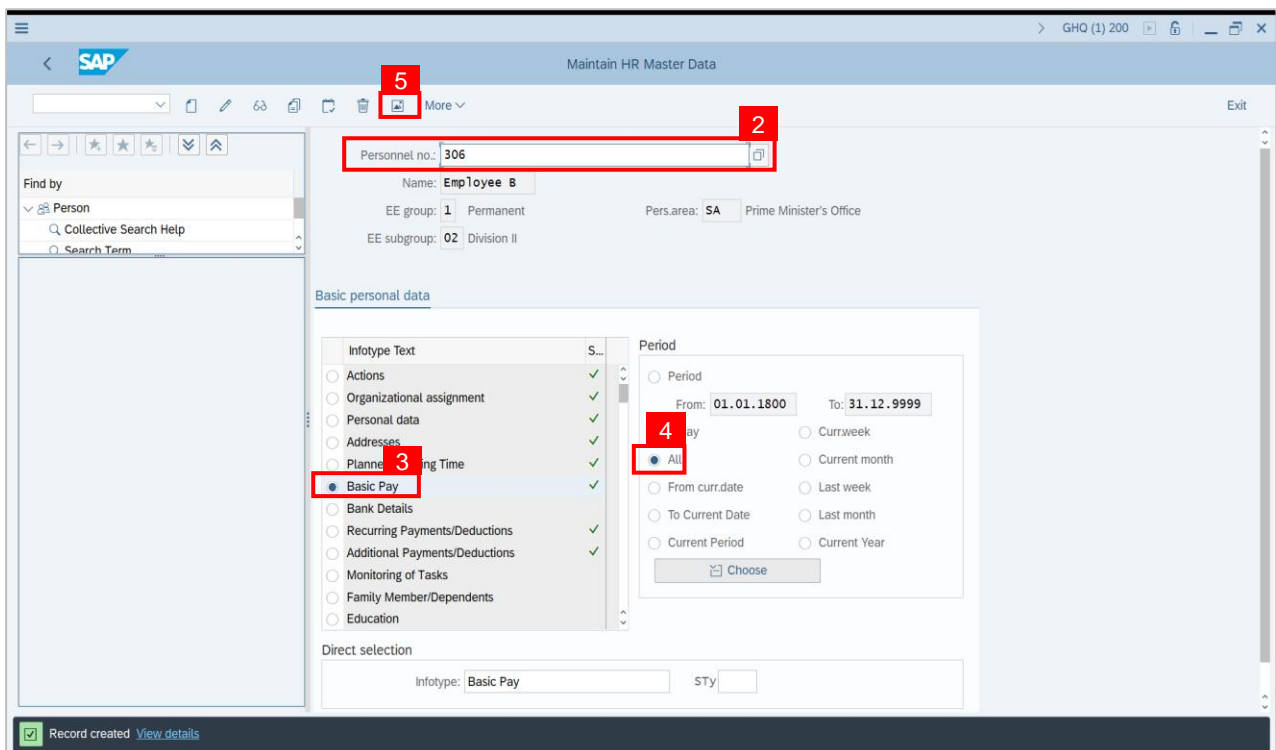 GHQ (1) 200
SAP
Maintain HR Master Data
5
More
Exit
2
Personnel no.: 306
Name: Employee B
EE group: 1 Permanent Pers.area: SA Prime Minister's Office
EE subgroup: 02 Division II
Find by
Person
Collective Search Help
Search Term
Basic personal data
Infotype Text S...
Actions
Organizational assignment
Personal data
Addresses
3
Basic Pay
Bank Details
Recurring Payments/Deductions
Additional Payments/Deductions
Monitoring of Tasks
Family Member/Dependents
Education
Period
Period
From: 01.01.1800 To: 31.12.9999
4
Curr.week
All Current month
From curr.date Last week
To Current Date Last month
Current Period Current Year
Choose
Direct selection
Infotype: Basic Pay STy
Record created View details